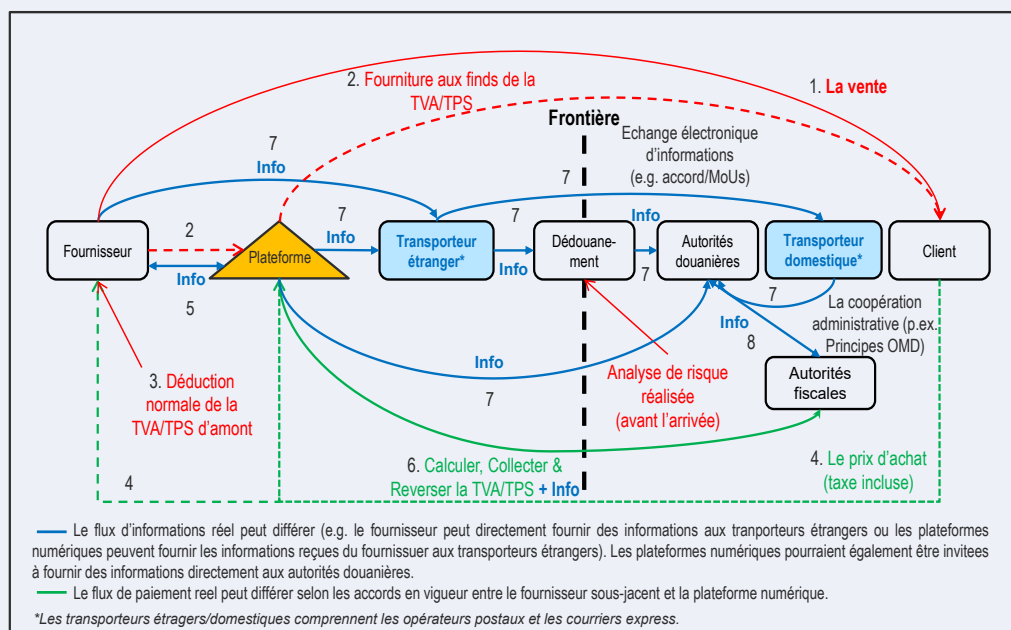 2. Fourniture aux finds de la
TVA/TPS
1. La vente
Frontière
Echange électronique
d'informations
(e.g. accord/MoUs)
7
Info
7
7
Info
7
Info
7
Info
7
Fournisseur
2
Info
5
Plateforme
Transporteur
étranger*
Dédouane-
ment
Autorités
douanières
Transporteur
domestique*
Client
7
Info
8
La coopération
administrative (p.ex.
Principes OMD)
Autorités
fiscales
Info
7
Analyse de risque
réalisée
(avant l'arrivée)
3. Déduction
normale de la
TVA/TPS d'amont
4
6. Calculer, Collecter &
Reverser la TVA/TPS + Info
4. Le prix d'achat
(taxe incluse)
Le flux d'informations réel peut différer (e.g. le fournisseur peut directement fournir des informations aux tranporteurs étrangers ou les plateformes
numériques peuvent fournir les informations reçues du fournissuer aux transporteurs étrangers). Les plateformes numériques pourraient également être invitees
à fournir des informations directement aux autorités douanières.
Le flux de paiement reel peut différer selon les accords en vigueur entre le fournisseur sous-jacent et la plateforme numérique.
*Les transporteurs étragers/domestiques comprennent les opérateurs postaux et les courriers express.